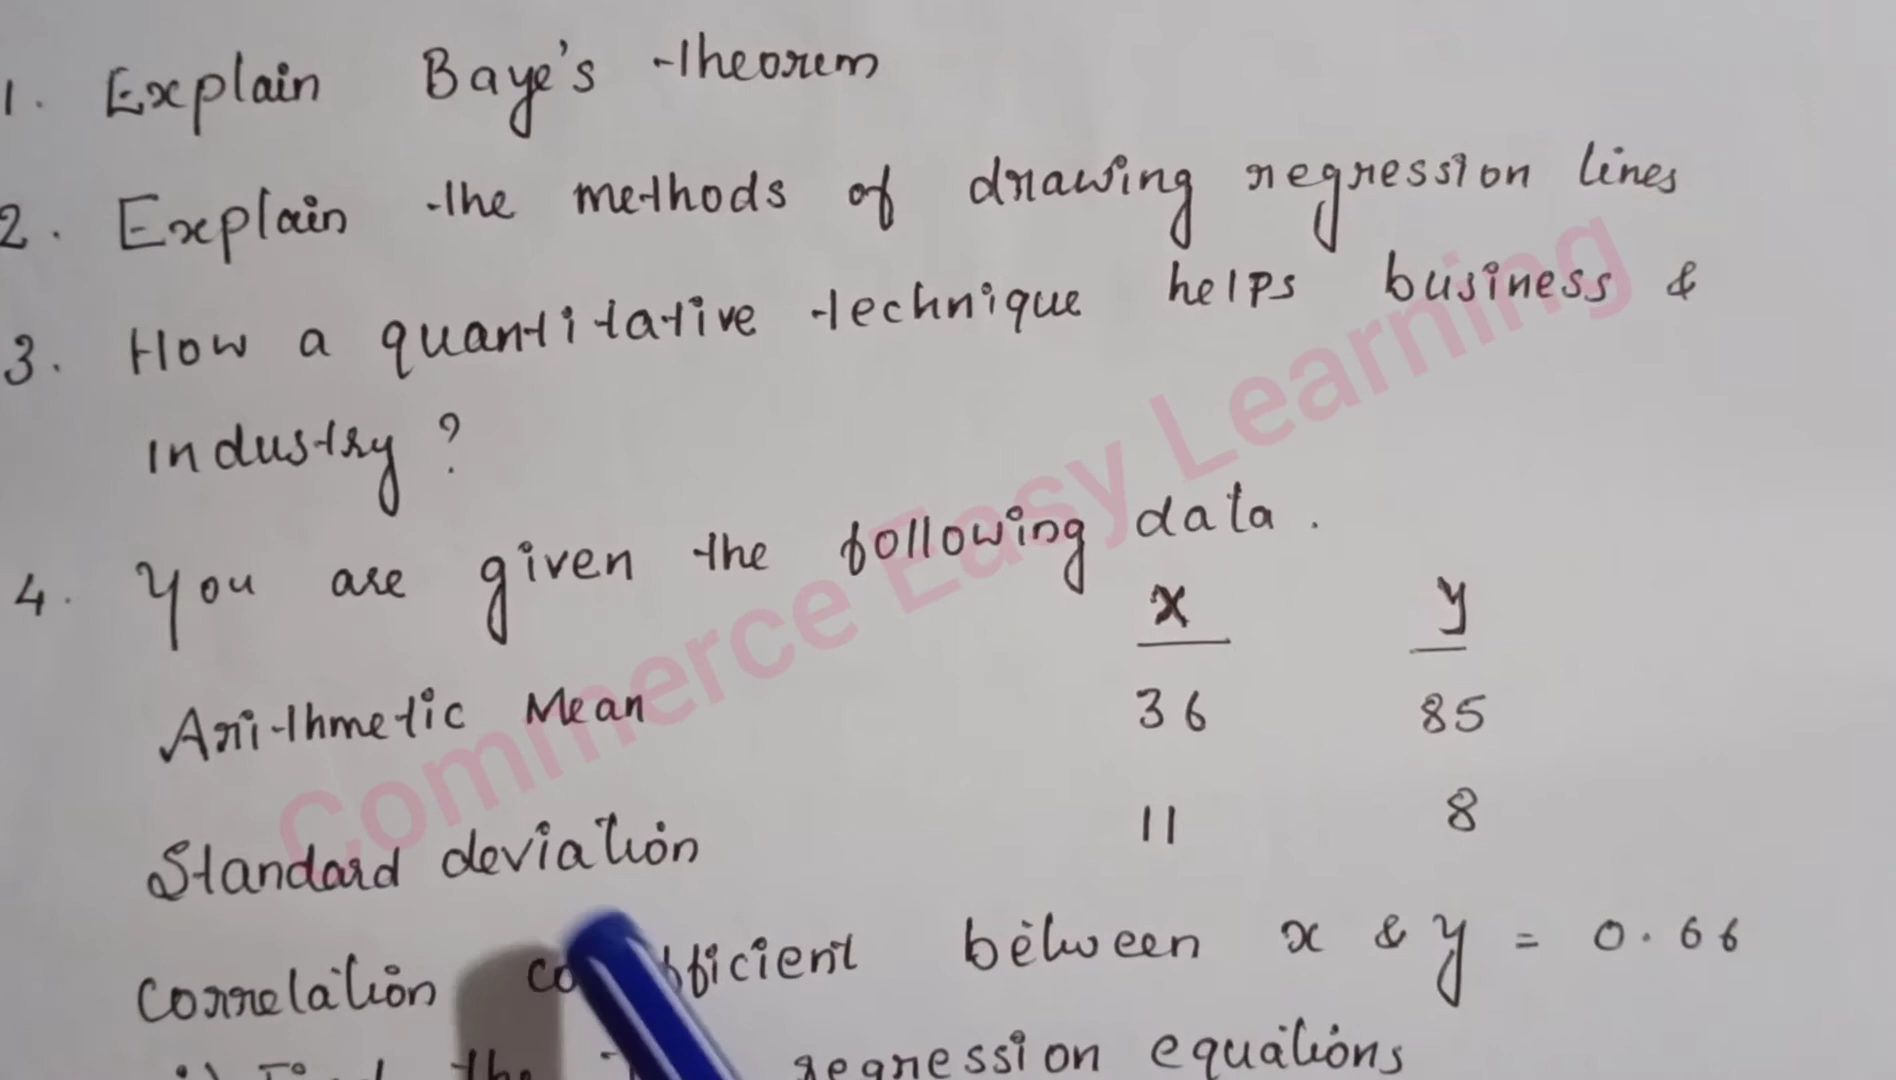 1. Explain Baye's theorem
2. Explain the methods of drawing regression lines
3. How a quantitative technique helps business &
industry?
4. You are given the following data.
x y
Arithmetic Mean 36 85
Standard deviation 11 8
Correlation between x & y = 0.66
the regression equations
Commerce Easy Learning